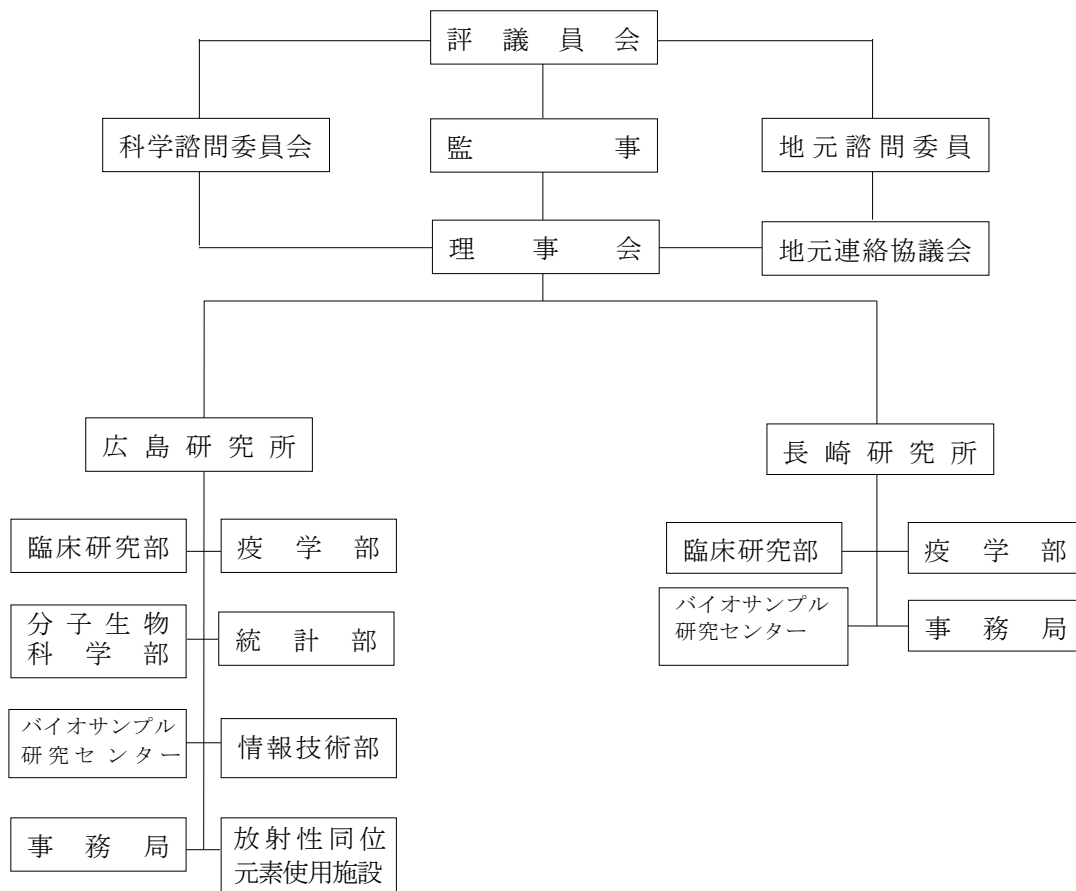 評議員会
科学諮問委員会
監事
地元諮問委員
理事会
地元連絡協議会
広島研究所
長崎研究所
臨床研究部
疫学部
臨床研究部
疫学部
分子生物
科学部
統計部
バイオサンプル
研究センター
事務局
バイオサンプル
研究センター
情報技術部
事務局
放射性同位
元素使用施設